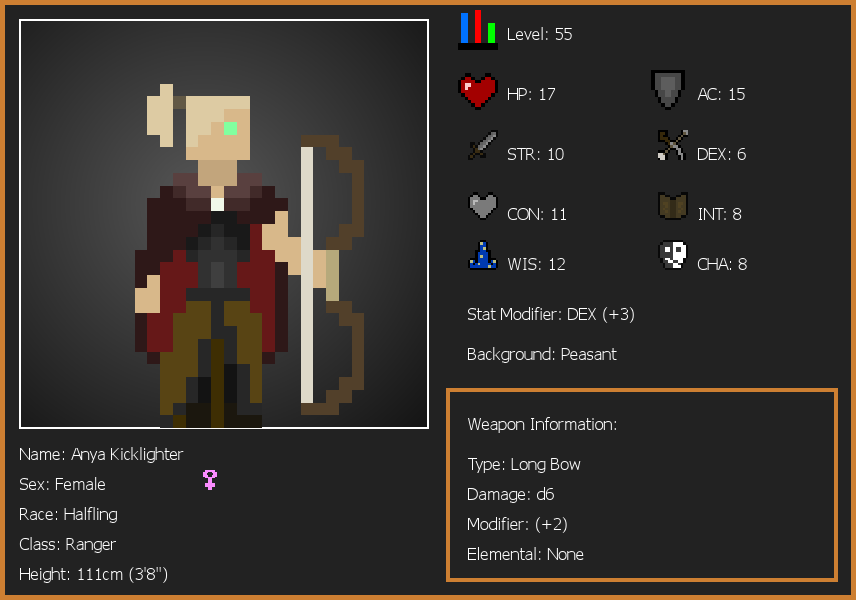 Level: 55
HP: 17
AC: 15
STR: 10
DEX: 6
CON: 11
INT: 8
WIS: 12
CHA: 8
Stat Modifier: DEX (+3)
Background: Peasant
Weapon Information:
Type: Long Bow
Damage: d6
Modifier: (+2)
Elemental: None
Name: Anya Kicklighter
Sex: Female
Race: Halfling
Class: Ranger
Height: 111cm (3'8")